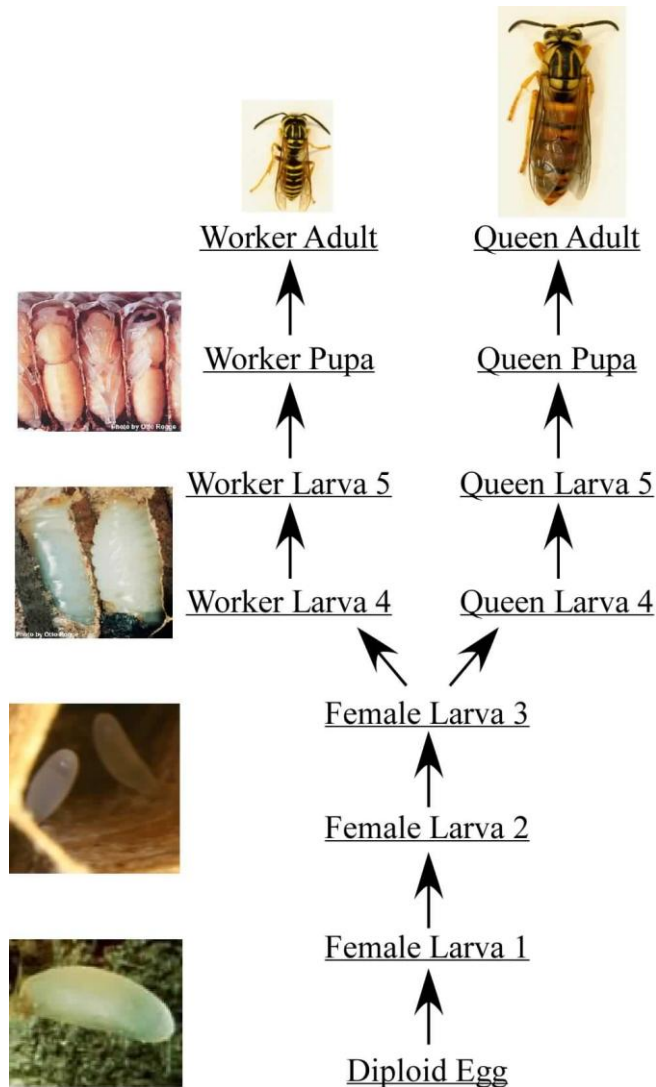 Worker Adult
Queen Adult
Worker Pupa
Queen Pupa
Photo by Otto Rogge
Worker Larva 5
Queen Larva 5
Worker Larva 4
Queen Larva 4
Photo by Otto Rogge
Female Larva 3
Female Larva 2
Female Larva 1
Diploid Egg